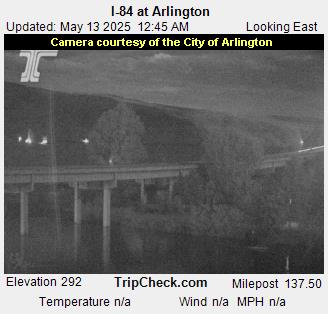 I-84 at Arlington
Updated: May 13 2025 12:45 AM Looking East
Camera courtesy of the City of Arlington
Elevation 292 TripCheck.com Milepost 137.50
Temperature n/a Wind n/a MPH n/a